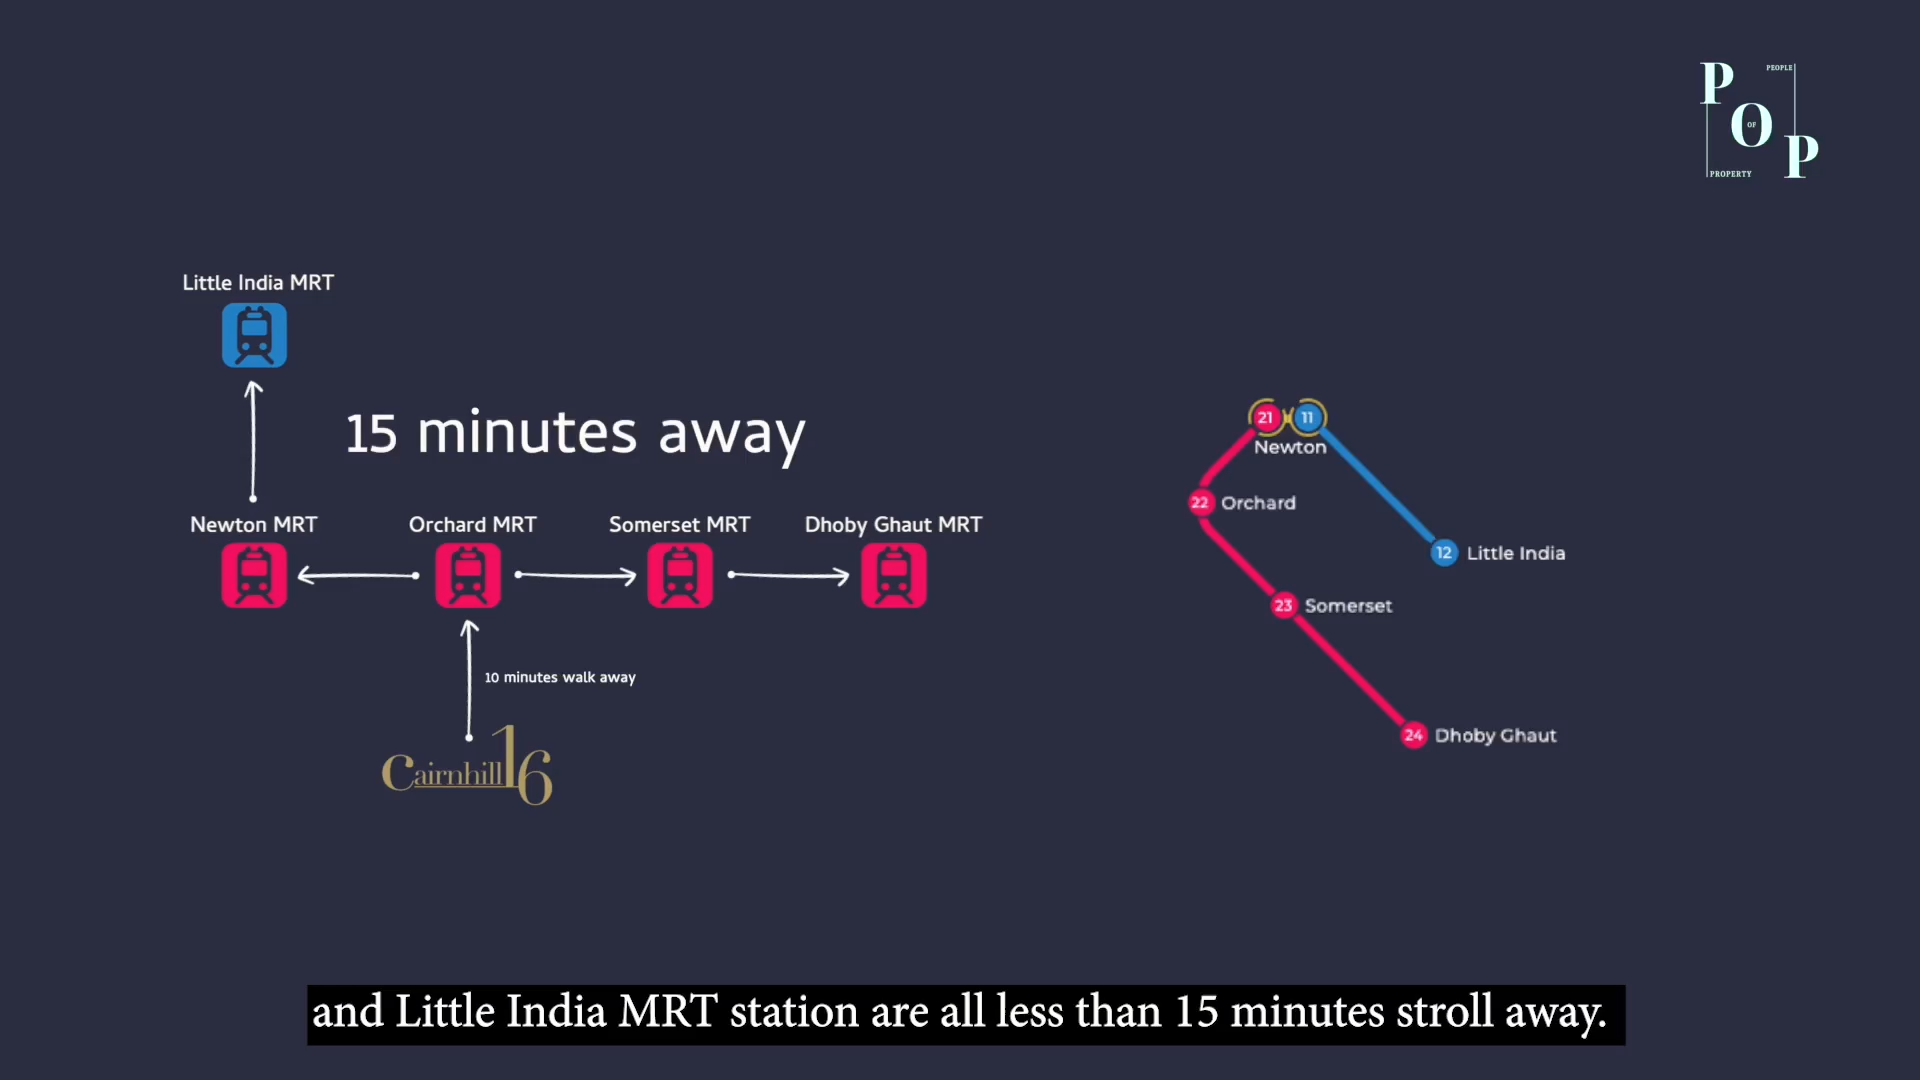 P
PEOPLE
O
OF
P
PROPERTY
Little India MRT
15 minutes away
Newton MRT
Orchard MRT
Somerset MRT
Dhoby Ghaut MRT
10 minutes walk away
Cairnhill 16
21
11
Newton
22 Orchard
12 Little India
23 Somerset
24 Dhoby Ghaut
and Little India MRT station are all less than 15 minutes stroll away.